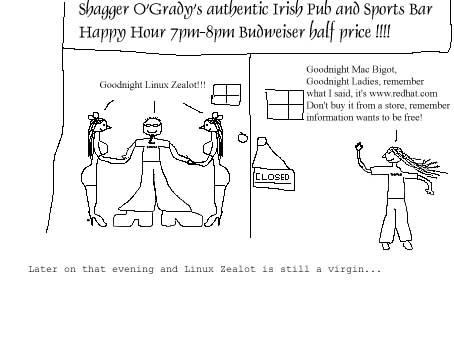 Shagger O'Grady's authentic Irish Pub and Sports Bar
Happy Hour 7pm-8pm Budweiser half price !!!!
Goodnight Linux Zealot!!!
Goodnight Mac Bigot,
Goodnight Ladies, remember
what I said, it's www.redhat.com
Don't buy it from a store, remember
information wants to be free!
CLOSED
Later on that evening and Linux Zealot is still a virgin...